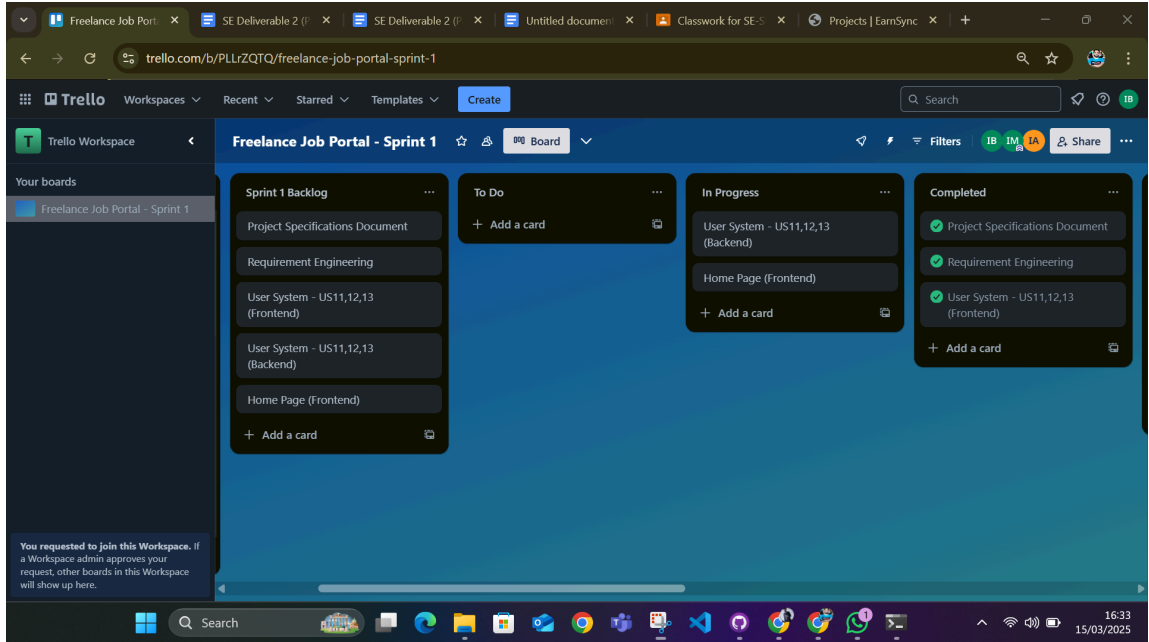 Freelance Job Port
SE Deliverable 2 (P
SE Deliverable 2 (P
Untitled document
Classwork for SE-S
Projects | EarnSync
trello.com/b/PLLrZQTQ/freelance-job-portal-sprint-1
Trello
Workspaces
Recent
Starred
Templates
Create
Search
IB
T
Trello Workspace
Freelance Job Portal - Sprint 1
Board
Filters
IB
IM
IA
Share
Your boards
Freelance Job Portal - Sprint 1
Sprint 1 Backlog
Project Specifications Document
Requirement Engineering
User System - US11,12,13
(Frontend)
User System - US11,12,13
(Backend)
Home Page (Frontend)
+ Add a card
To Do
+ Add a card
In Progress
User System - US11,12,13
(Backend)
Home Page (Frontend)
+ Add a card
Completed
Project Specifications Document
Requirement Engineering
User System - US11,12,13
(Frontend)
+ Add a card
You requested to join this Workspace. If
a Workspace admin approves your
request, other boards in this Workspace
will show up here.
Search
1
16:33
15/03/2025